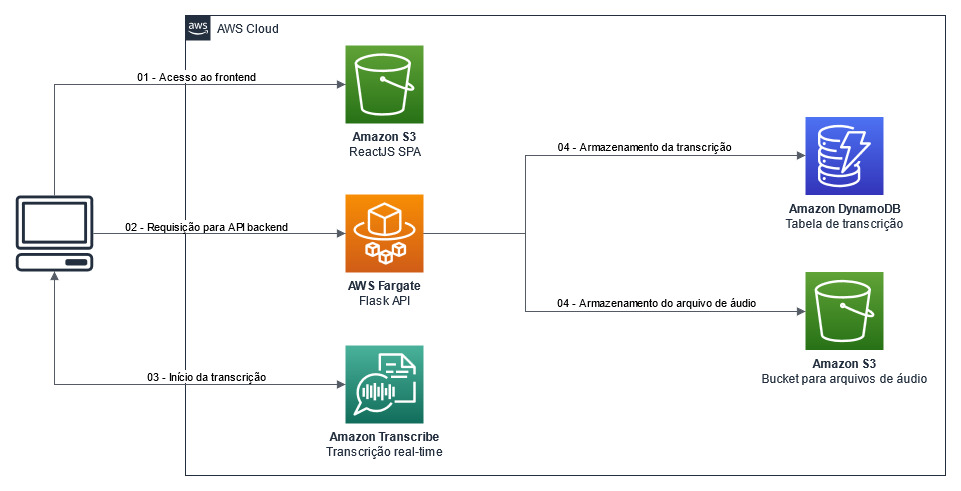 aws
AWS Cloud
01 - Acesso ao frontend
Amazon S3
ReactJS SPA
04 - Armazenamento da transcrição
Amazon DynamoDB
Tabela de transcrição
02 - Requisição para API backend
AWS Fargate
Flask API
04 - Armazenamento do arquivo de áudio
Amazon S3
Bucket para arquivos de áudio
03 - Início da transcrição
Amazon Transcribe
Transcrição real-time